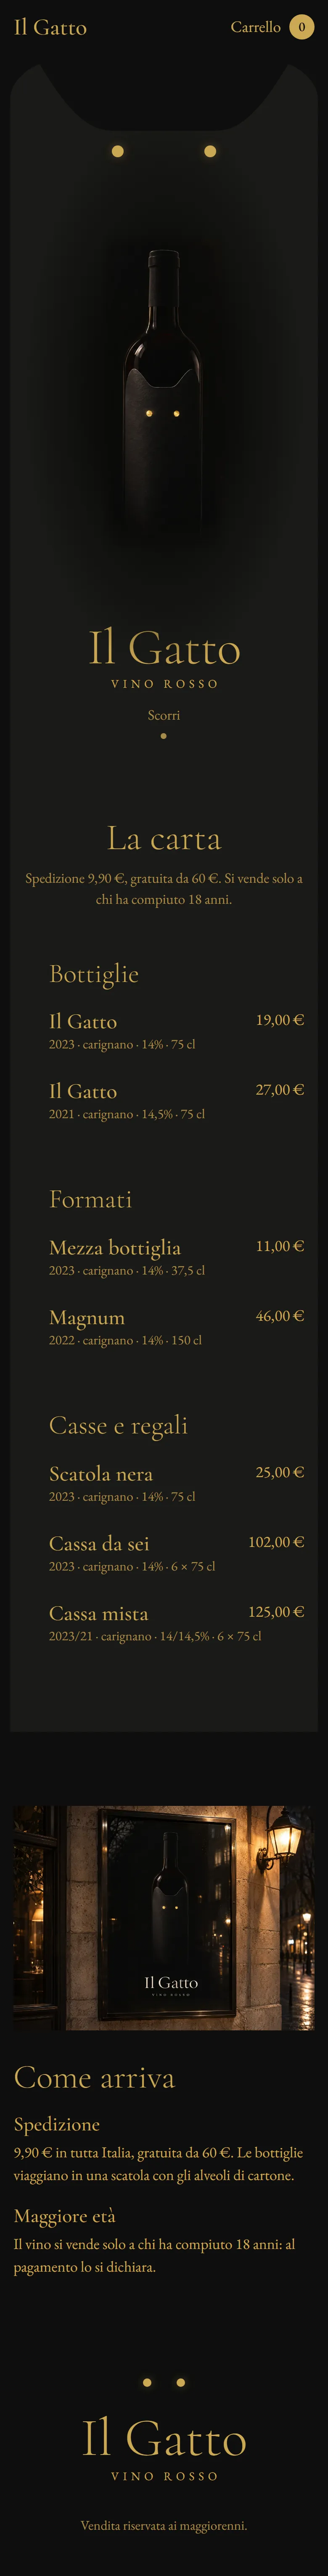 Il Gatto
Carrello 0
Il Gatto
VINO ROSSO
Scorri
La carta
Spedizione 9,90 €, gratuita da 60 €. Si vende solo a
chi ha compiuto 18 anni.
Bottiglie
Il Gatto 19,00 €
2023 · carignano · 14% · 75 cl
Il Gatto 27,00 €
2021 · carignano · 14,5% · 75 cl
Formati
Mezza bottiglia 11,00 €
2023 · carignano · 14% · 37,5 cl
Magnum 46,00 €
2022 · carignano · 14% · 150 cl
Casse e regali
Scatola nera 25,00 €
2023 · carignano · 14% · 75 cl
Cassa da sei 102,00 €
2023 · carignano · 14% · 6 × 75 cl
Cassa mista 125,00 €
2023/21 · carignano · 14/14,5% · 6 × 75 cl
Il Gatto
Come arriva
Spedizione
9,90 € in tutta Italia, gratuita da 60 €. Le bottiglie
viaggiano in una scatola con gli alveoli di cartone.
Maggiore età
Il vino si vende solo a chi ha compiuto 18 anni: al
pagamento lo si dichiara.
Il Gatto
VINO ROSSO
Vendita riservata ai maggiorenni.